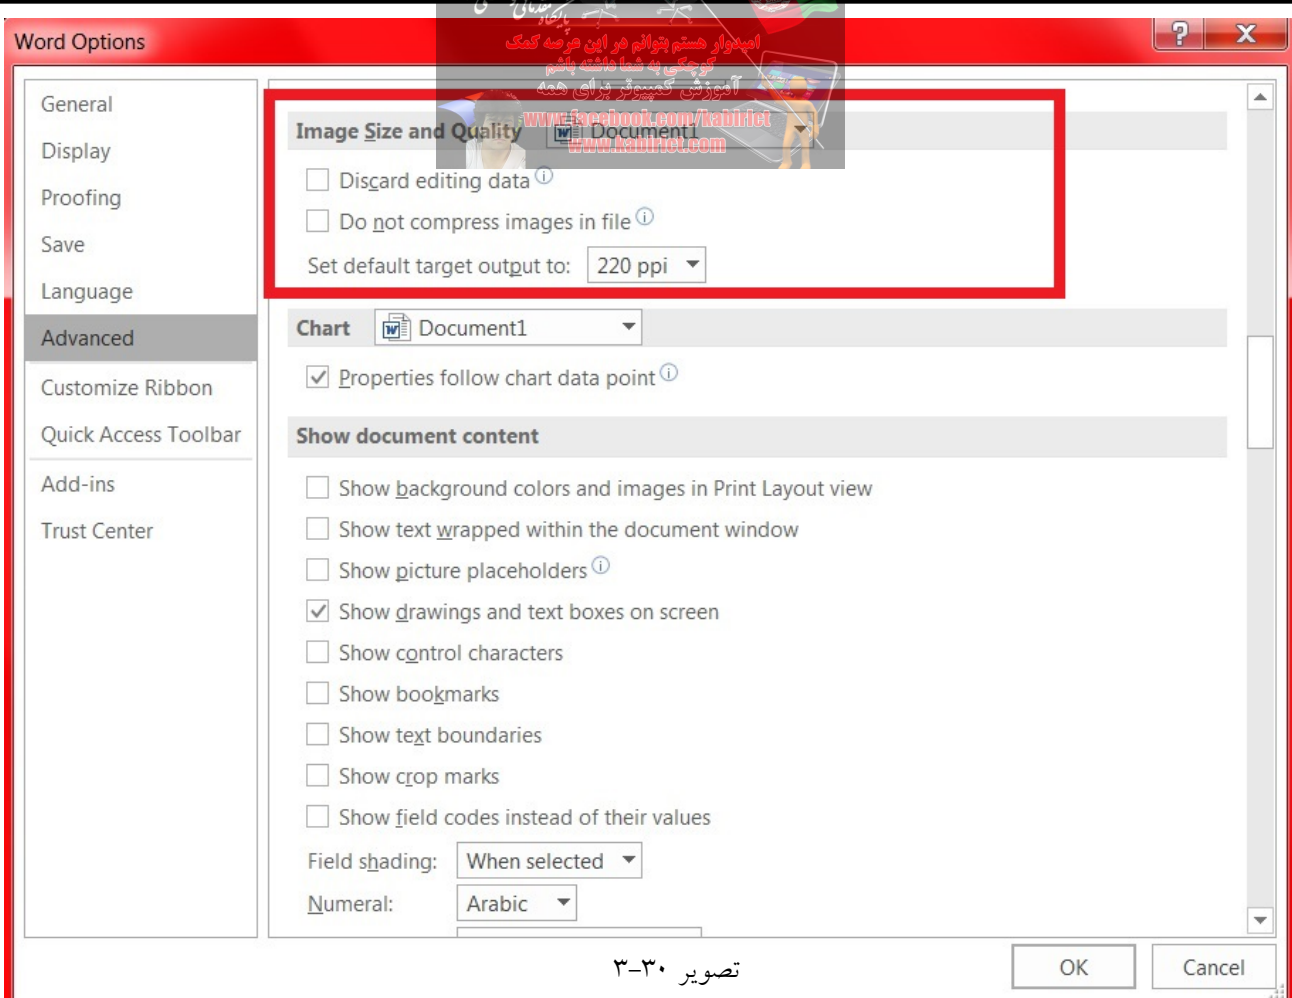 Word Options
امیدوار هستم بتوانم در این عرصه کمک
کوچکی به شما داشته باشم
آموزش کمپیوتر برای همه
www.facebook.com/kabirict
www.kabirict.com
General
Display
Proofing
Save
Language
Advanced
Customize Ribbon
Quick Access Toolbar
Add-ins
Trust Center
Image Size and Quality Document1
Discard editing data
Do not compress images in file
Set default target output to: 220 ppi
Chart Document1
Properties follow chart data point
Show document content
Show background colors and images in Print Layout view
Show text wrapped within the document window
Show picture placeholders
Show drawings and text boxes on screen
Show control characters
Show bookmarks
Show text boundaries
Show crop marks
Show field codes instead of their values
Field shading: When selected
Numeral: Arabic
OK Cancel
تصویر ۳۰-۳